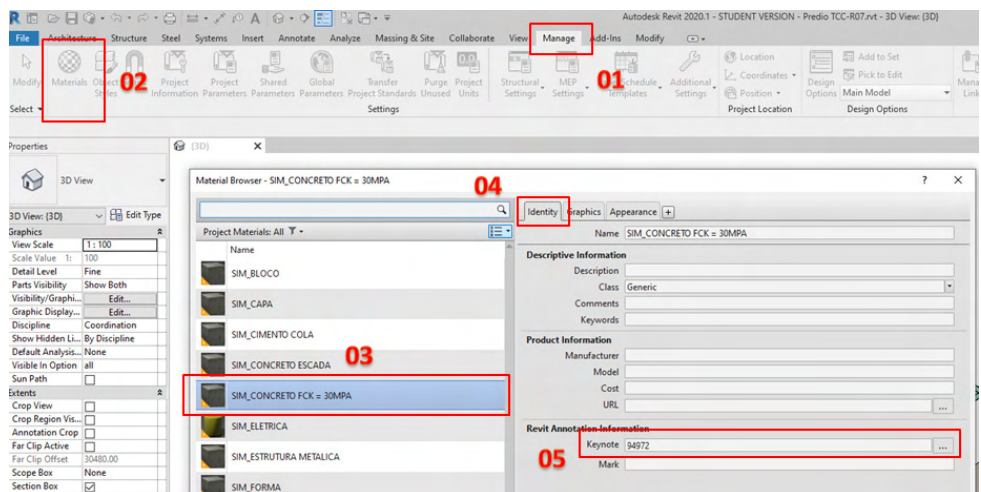 Autodesk Revit 2020.1 - STUDENT VERSION - Predio TCC-R07.rvt - 3D View: {3D}
File Architecture Structure Steel Systems Insert Annotate Analyze Massing & Site Collaborate View Manage Add-Ins Modify
02
01
Modify Materials Object Project Project Shared Global Transfer Purge Project Structural MEP Schedule Additional Design
Styles Information Parameters Parameters Parameters Project Standards Unused Units Settings Settings Templates Settings Options
Location
Coordinates
Position
Add to Set
Pick to Edit
Main Model
Select Settings Project Location Design Options
Properties
{3D}
3D View
3D View: {3D} Edit Type
Graphics
View Scale 1 : 100
Scale Value 1: 100
Detail Level Fine
Parts Visibility Show Both
Visibility/Graphi... Edit...
Graphic Display... Edit...
Discipline Coordination
Show Hidden Li... By Discipline
Default Analysis... None
Visible In Option all
Sun Path
Extents
Crop View
Crop Region Vis...
Annotation Crop
Far Clip Active
Far Clip Offset 30480.00
Scope Box None
Section Box
Material Browser - SIM_CONCRETO FCK = 30MPA
04
? X
Project Materials: All
Name
SIM_BLOCO
SIM_CAPA
SIM_CIMENTO COLA
SIM_CONCRETO ESCADA
03
SIM_CONCRETO FCK = 30MPA
SIM_ELETRICA
SIM_ESTRUTURA METALICA
SIM_FORMA
Identity Graphics Appearance +
Name SIM_CONCRETO FCK = 30MPA
Descriptive Information
Description
Class Generic
Comments
Keywords
Product Information
Manufacturer
Model
Cost
URL ...
Revit Annotation Information
Keynote 94972 ...
05
Mark